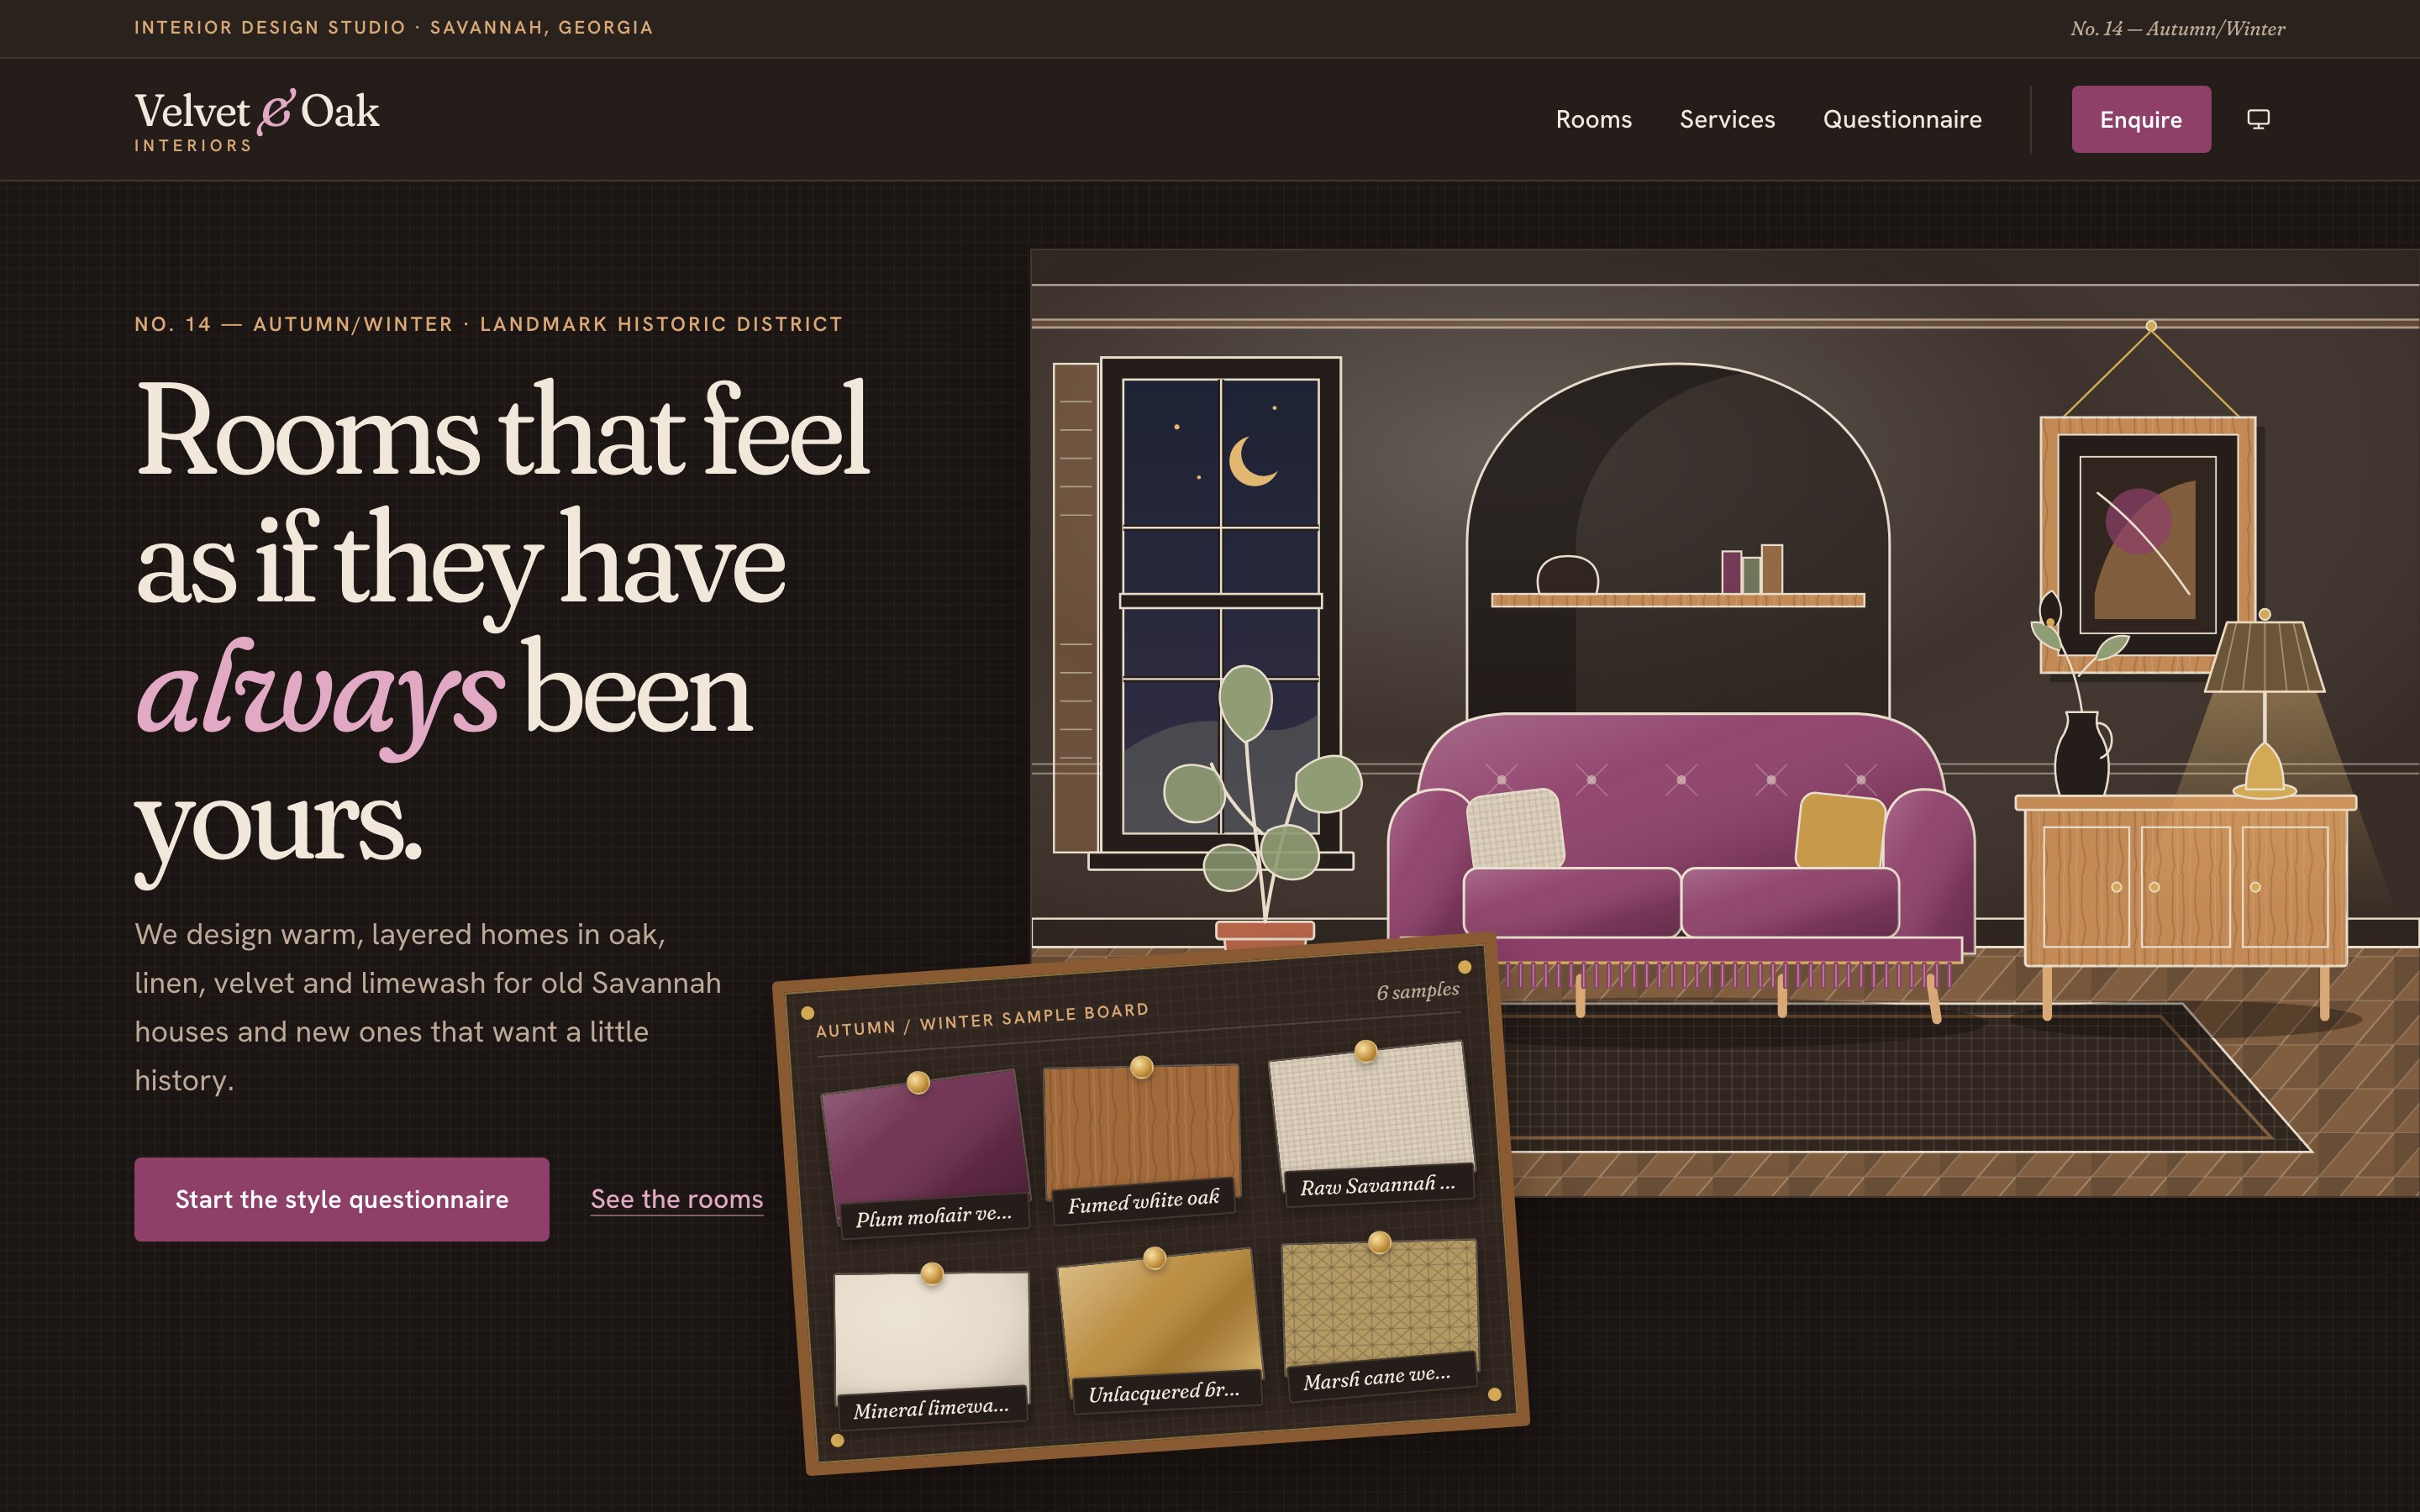 INTERIOR DESIGN STUDIO · SAVANNAH, GEORGIA
No. 14 — Autumn/Winter
Velvet & Oak
INTERIORS
Rooms
Services
Questionnaire
Enquire
NO. 14 — AUTUMN/WINTER · LANDMARK HISTORIC DISTRICT
Rooms that feel
as if they have
always been
yours.
We design warm, layered homes in oak,
linen, velvet and limewash for old Savannah
houses and new ones that want a little
history.
Start the style questionnaire
See the rooms
AUTUMN / WINTER SAMPLE BOARD
6 samples
Plum mohair ve...
Fumed white oak
Raw Savannah ...
Mineral limewa...
Unlacquered br...
Marsh cane we...